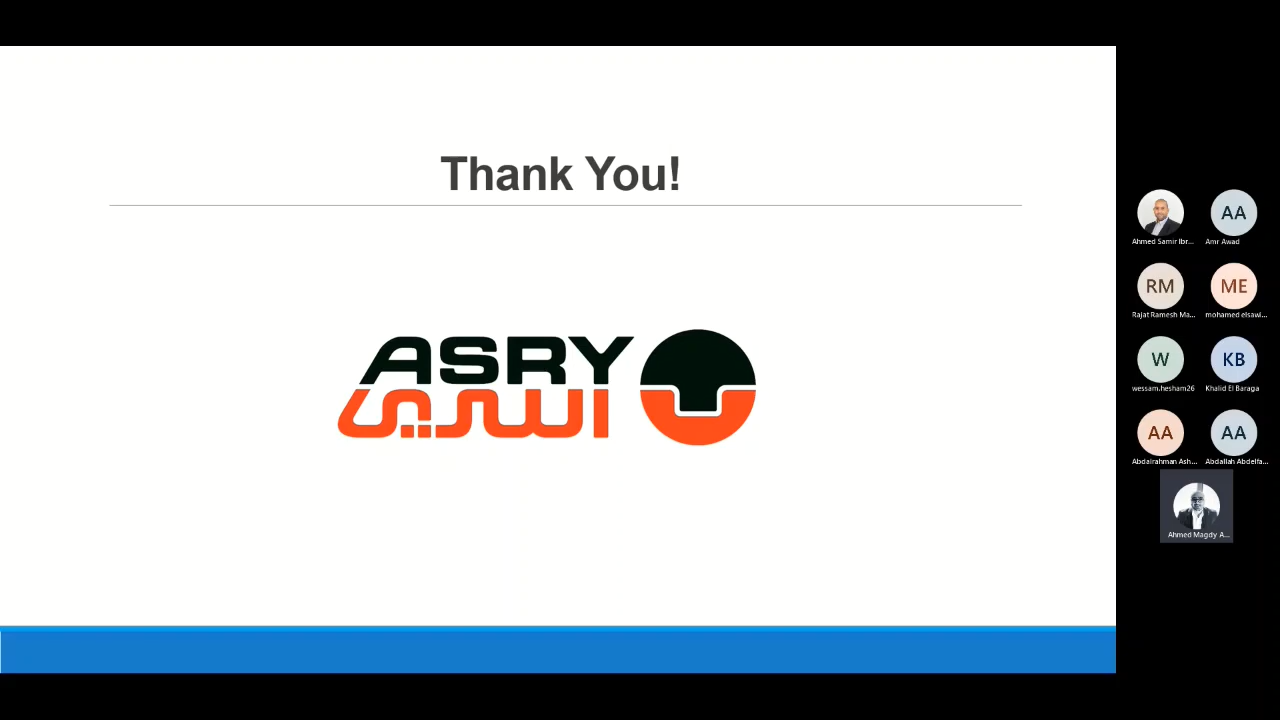 Thank You!
ASRY
اسري
Ahmed Samir Ibr...
AA
Amr Awad
RM
Rajat Ramesh Ma...
ME
mohamed elsawi...
W
wessam.hesham26
KB
Khalid El Baraga
AA
Abdalrahman Ash...
AA
Abdallah Abdelfa...
Ahmed Magdy A...